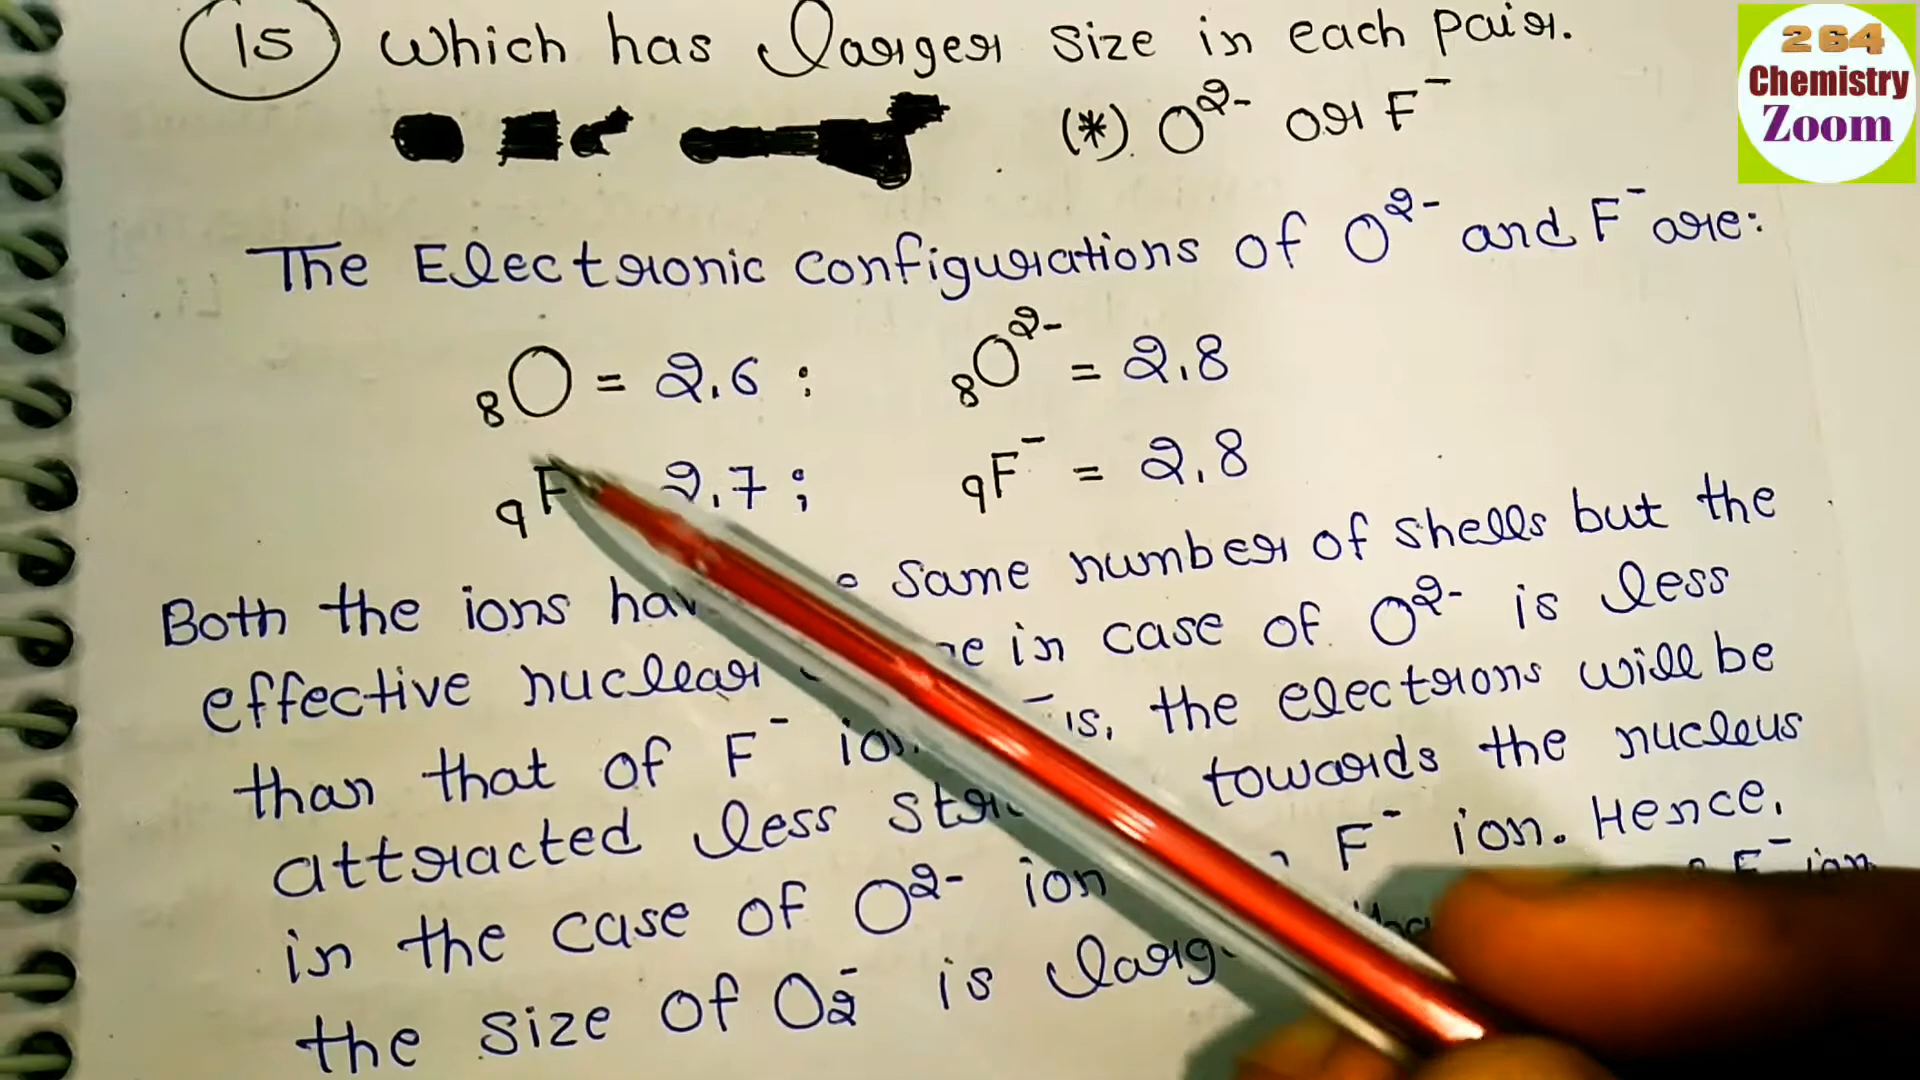 15 Which has larger size in each pair.
(*). O²⁻ or F⁻
The Electronic configurations of O²⁻ and F⁻ are:
₈O = 2.6 ; ₈O²⁻ = 2.8
₉F 2.7 ; ₉F⁻ = 2.8
Both the ions same number of shells but the
effective nuclear in case of O²⁻ is less
than that of F⁻ the electrons will be
attracted less towards the nucleus
in the case of O²⁻ ion F⁻ ion. Hence,
the size of O₂⁻ is F⁻ ion
264
Chemistry
Zoom